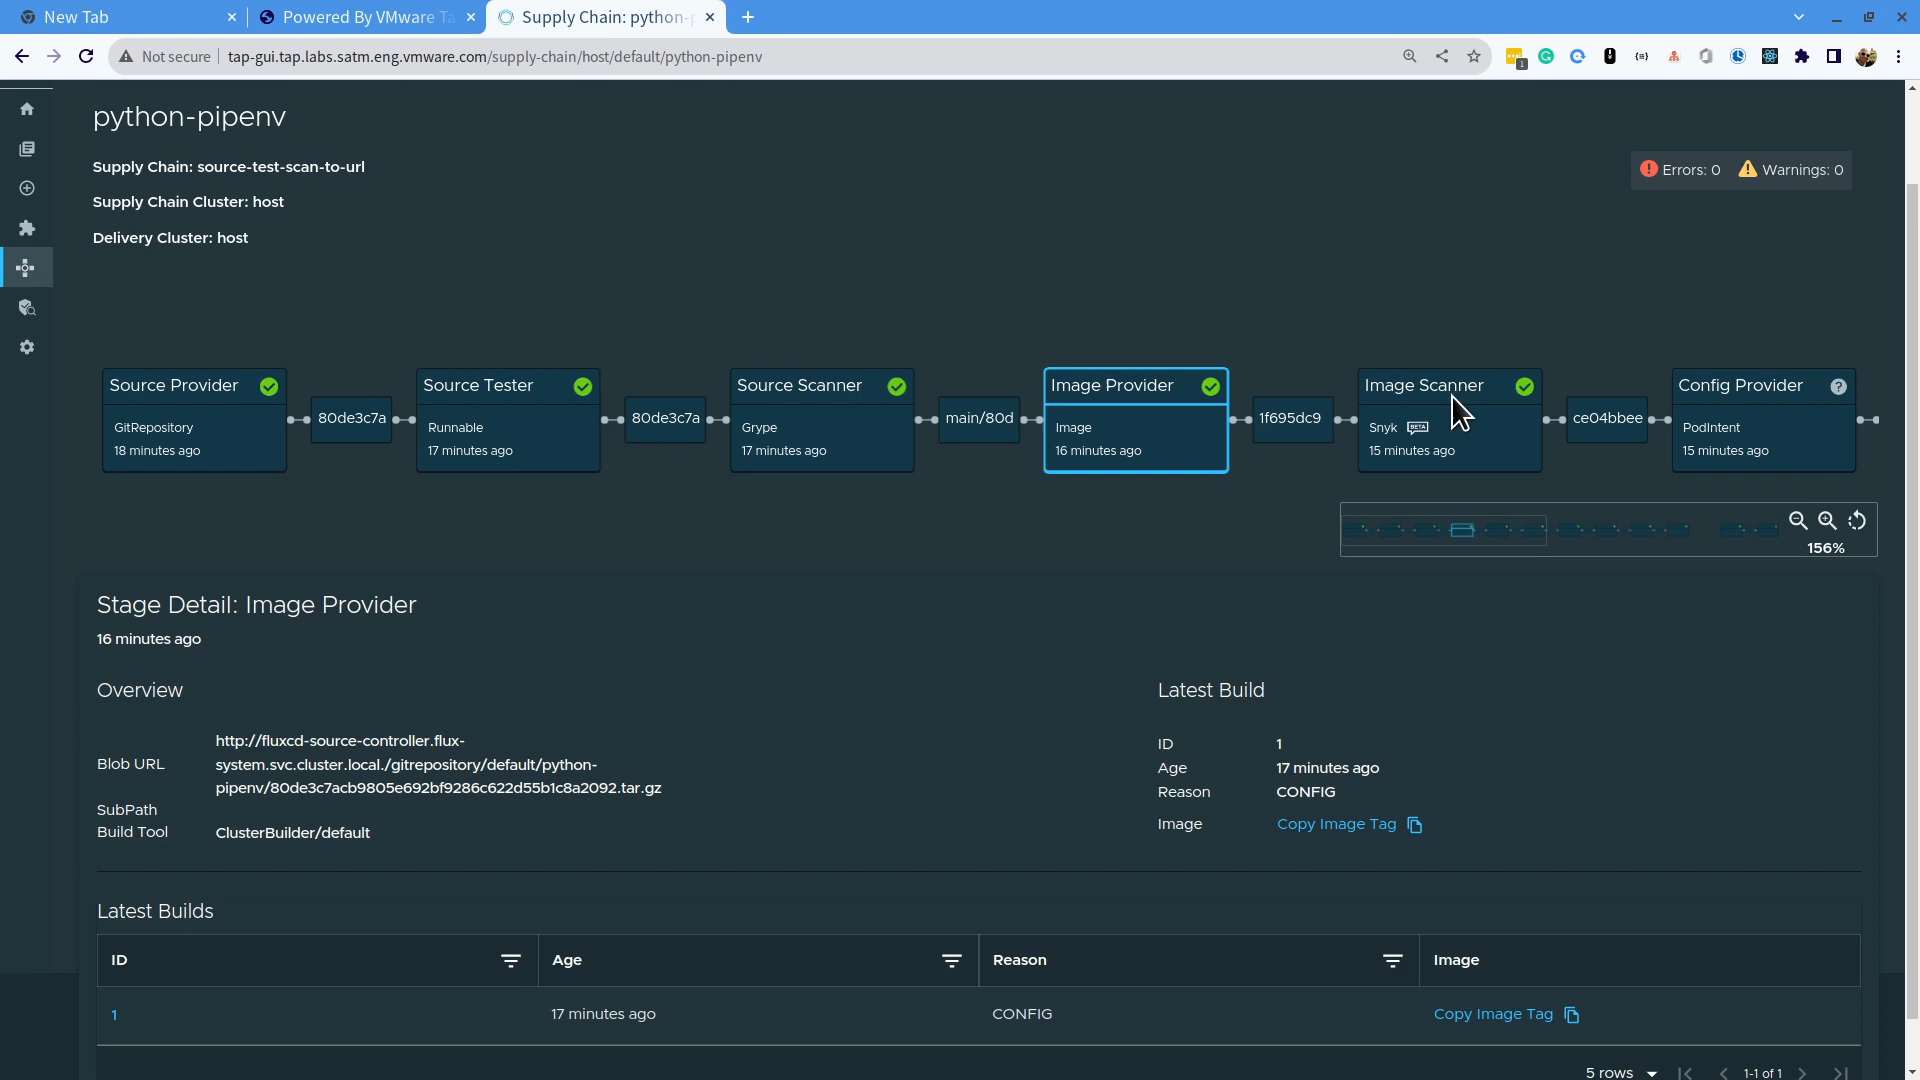 New Tab
Powered By VMware Ta
Supply Chain: python-p
Not secure
tap-gui.tap.labs.satm.eng.vmware.com/supply-chain/host/default/python-pipenv
1
python-pipenv
Supply Chain: source-test-scan-to-url
Supply Chain Cluster: host
Delivery Cluster: host
Errors: 0
Warnings: 0
Source Provider
GitRepository
18 minutes ago
80de3c7a
Source Tester
Runnable
17 minutes ago
80de3c7a
Source Scanner
Grype
17 minutes ago
main/80d
Image Provider
Image
16 minutes ago
1f695dc9
Image Scanner
Snyk BETA
15 minutes ago
ce04bbee
Config Provider
PodIntent
15 minutes ago
156%
Stage Detail: Image Provider
16 minutes ago
Overview
Blob URL
http://fluxcd-source-controller.flux-
system.svc.cluster.local./gitrepository/default/python-
pipenv/80de3c7acb9805e692bf9286c622d55b1c8a2092.tar.gz
SubPath
Build Tool ClusterBuilder/default
Latest Build
ID 1
Age 17 minutes ago
Reason CONFIG
Image Copy Image Tag
Latest Builds
ID Age Reason Image
1 17 minutes ago CONFIG Copy Image Tag
5 rows 1-1 of 1